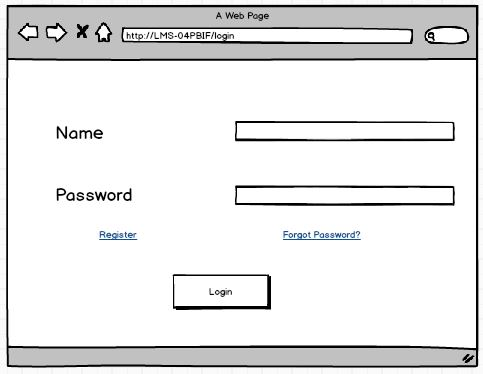 A Web Page
http://LMS-04PBIF/login
Name
Password
Register
Forgot Password?
Login